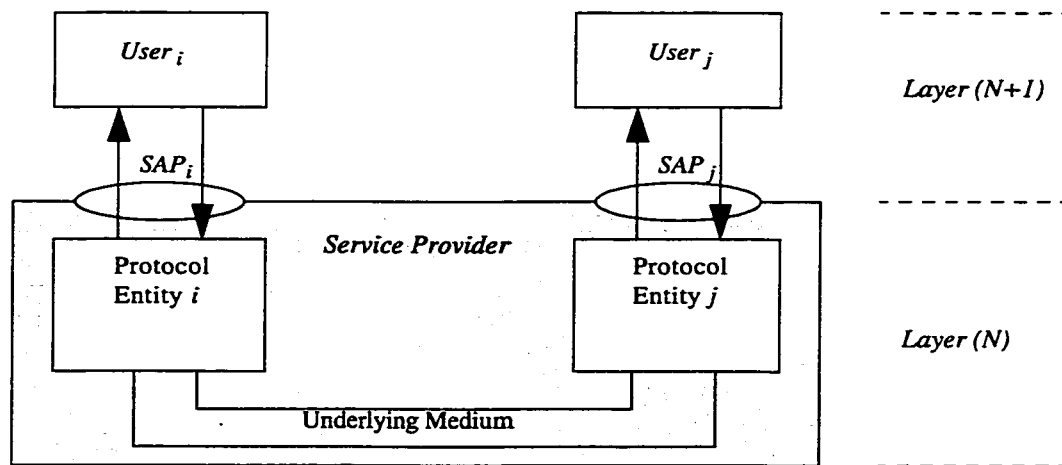 User i
User j
Layer (N+1)
SAP i
SAP j
Service Provider
Protocol
Entity i
Protocol
Entity j
Layer (N)
Underlying Medium